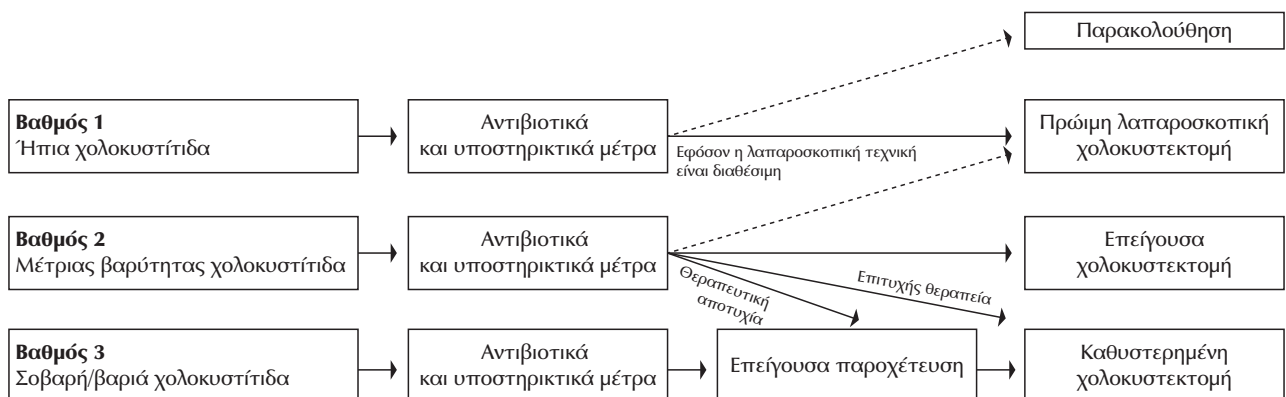 Παρακολούθηση
Βαθμός 1
Ήπια χολοκυστίτιδα
Αντιβιοτικά
και υποστηρικτικά μέτρα
Εφόσον η λαπαροσκοπική τεχνική
είναι διαθέσιμη
Πρώιμη λαπαροσκοπική
χολοκυστεκτομή
Βαθμός 2
Μέτριας βαρύτητας χολοκυστίτιδα
Αντιβιοτικά
και υποστηρικτικά μέτρα
Θεραπευτική
αποτυχία
Επιτυχής θεραπεία
Επείγουσα
χολοκυστεκτομή
Βαθμός 3
Σοβαρή/βαριά χολοκυστίτιδα
Αντιβιοτικά
και υποστηρικτικά μέτρα
Επείγουσα παροχέτευση
Καθυστερημένη
χολοκυστεκτομή